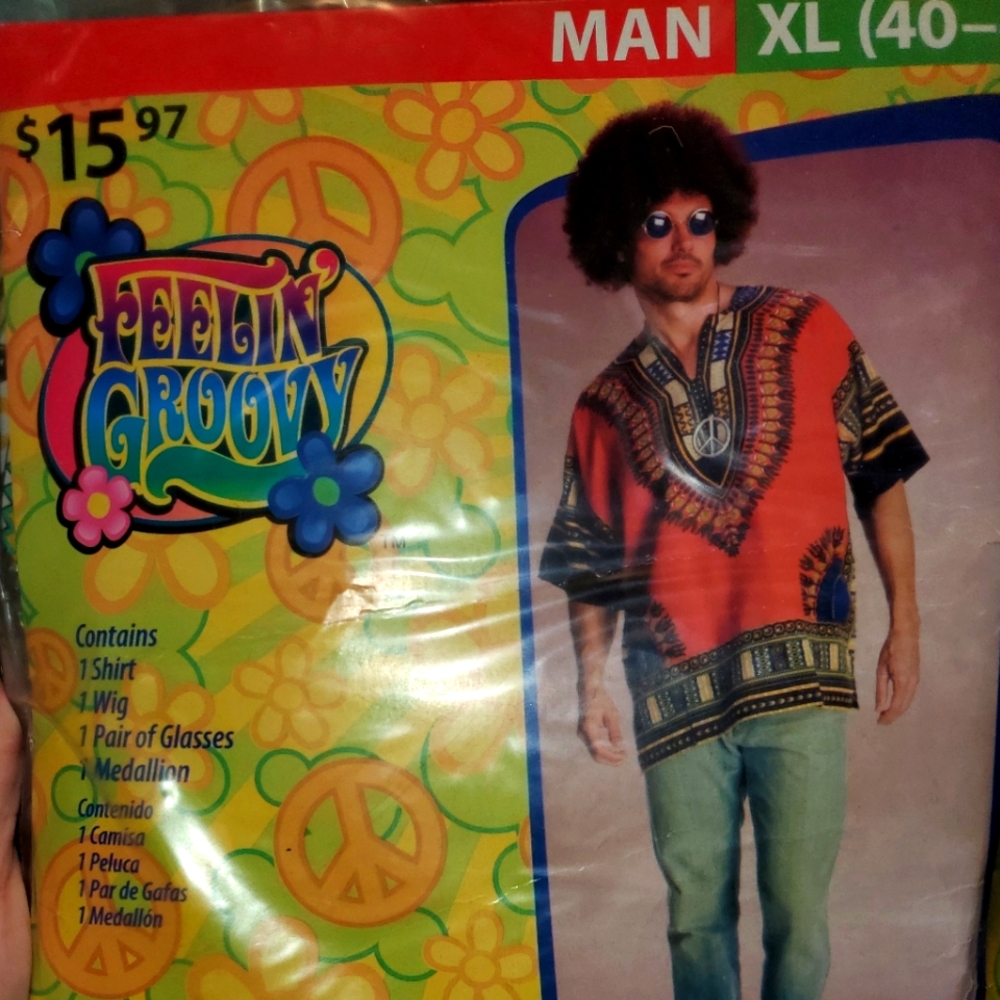 MAN XL (40–
$15 97
FEELIN'
GROOVY
TM
Contains
1 Shirt
1 Wig
1 Pair of Glasses
1 Medallion
Contenido
1 Camisa
1 Peluca
1 Par de Gafas
1 Medallón